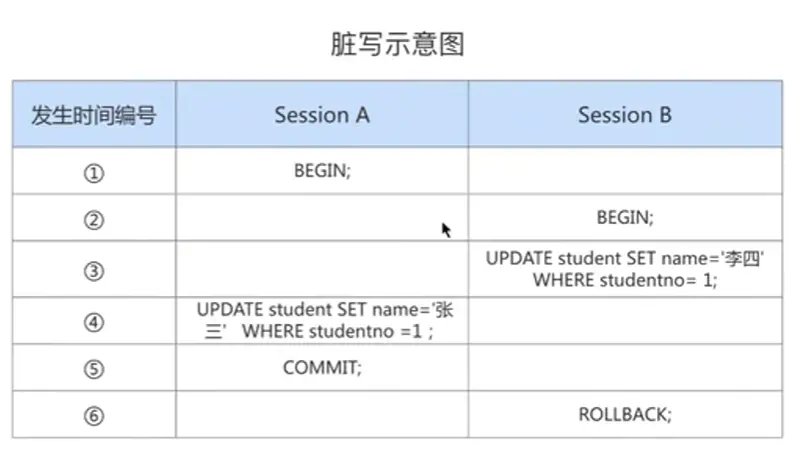 脏写示意图
发生时间编号 Session A Session B
① BEGIN;
② BEGIN;
③ UPDATE student SET name='李四'
WHERE studentno= 1;
④ UPDATE student SET name='张
三' WHERE studentno =1 ;
⑤ COMMIT;
⑥ ROLLBACK;